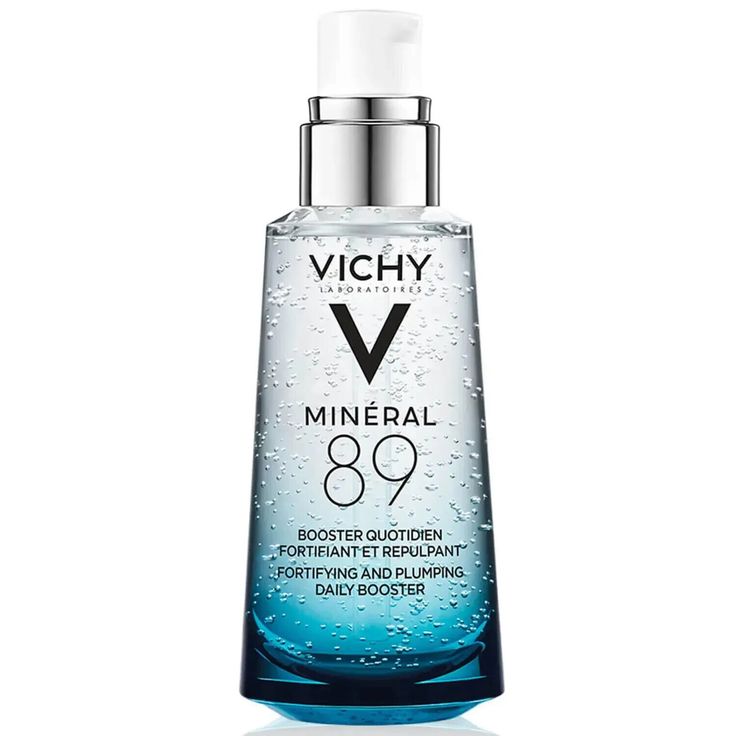 VICHY
LABORATOIRES
V
MINÉRAL
89
BOOSTER QUOTIDIEN
FORTIFIANT ET REPULPANT
FORTIFYING AND PLUMPING
DAILY BOOSTER